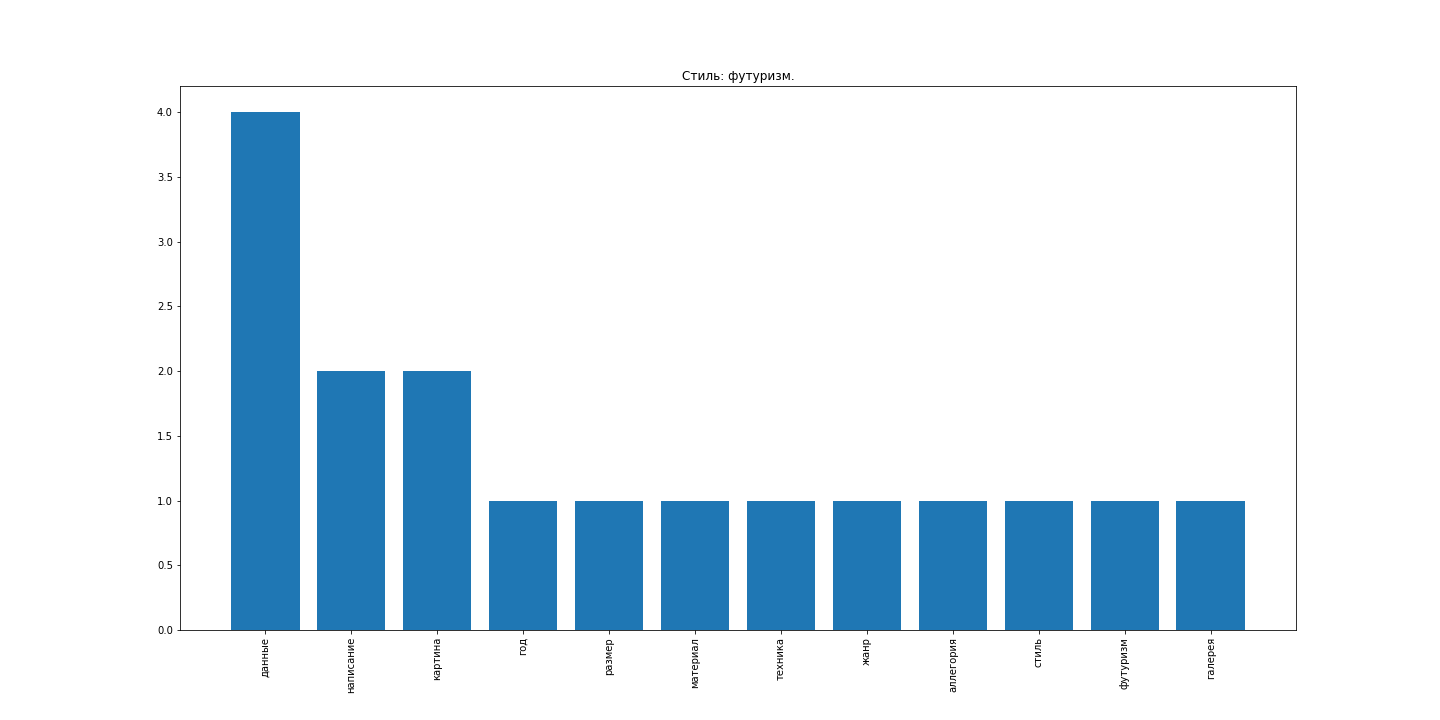 Стиль: футуризм.
4.0
3.5
3.0
2.5
2.0
1.5
1.0
0.5
0.0
данные
написание
картина
год
размер
материал
техника
жанр
аллегория
стиль
футуризм
галерея